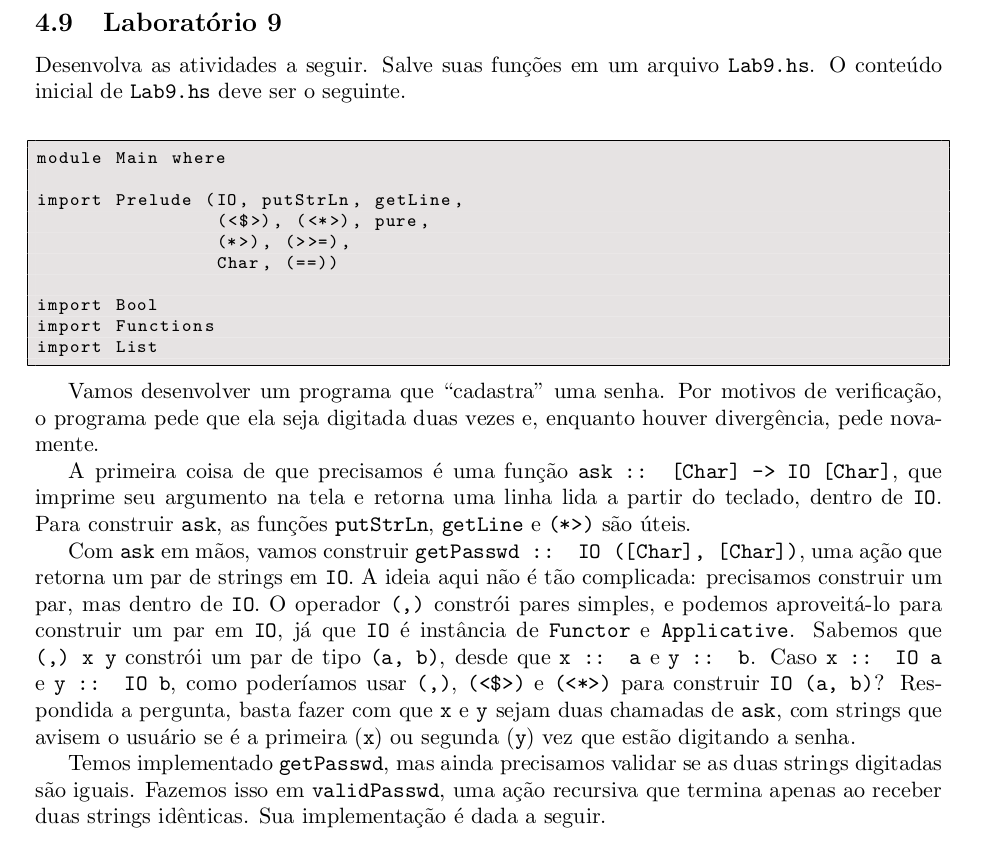 4.9 Laboratório 9
Desenvolva as atividades a seguir. Salve suas funções em um arquivo Lab9.hs. O conteúdo
inicial de Lab9.hs deve ser o seguinte.
module Main where
import Prelude (IO, putStrLn, getLine,
(<$>), (<*>), pure,
(*>), (>>=),
Char, (==))
import Bool
import Functions
import List
Vamos desenvolver um programa que “cadastra” uma senha. Por motivos de verificação,
o programa pede que ela seja digitada duas vezes e, enquanto houver divergência, pede nova-
mente.
A primeira coisa de que precisamos é uma função ask :: [Char] -> IO [Char], que
imprime seu argumento na tela e retorna uma linha lida a partir do teclado, dentro de IO.
Para construir ask, as funções putStrLn, getLine e (*>) são úteis.
Com ask em mãos, vamos construir getPasswd :: IO ([Char], [Char]), uma ação que
retorna um par de strings em IO. A ideia aqui não é tão complicada: precisamos construir um
par, mas dentro de IO. O operador (,) constrói pares simples, e podemos aproveitá-lo para
construir um par em IO, já que IO é instância de Functor e Applicative. Sabemos que
(,) x y constrói um par de tipo (a, b), desde que x :: a e y :: b. Caso x :: IO a
e y :: IO b, como poderíamos usar (,), (<$>) e (<*>) para construir IO (a, b)? Res-
pondida a pergunta, basta fazer com que x e y sejam duas chamadas de ask, com strings que
avisem o usuário se é a primeira (x) ou segunda (y) vez que estão digitando a senha.
Temos implementado getPasswd, mas ainda precisamos validar se as duas strings digitadas
são iguais. Fazemos isso em validPasswd, uma ação recursiva que termina apenas ao receber
duas strings idênticas. Sua implementação é dada a seguir.